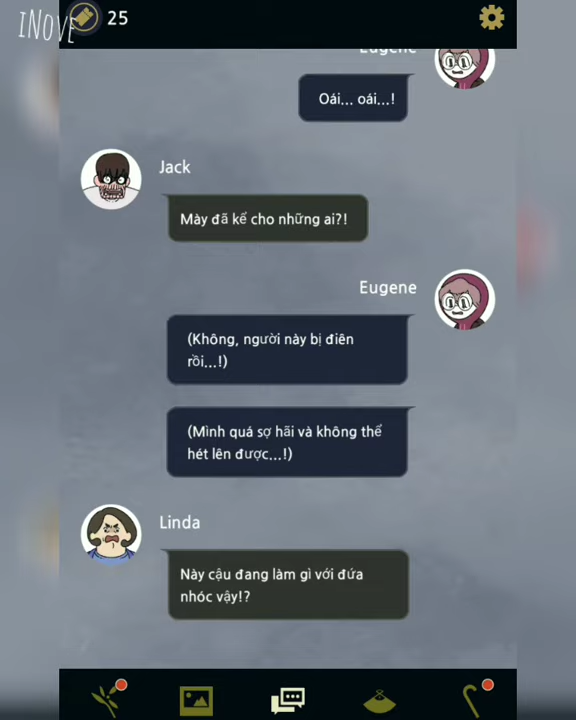 iNOVE
25
Eugene
Oái... oái...!
Jack
Mày đã kể cho những ai?!
Eugene
(Không, người này bị điên
rồi...!)
(Mình quá sợ hãi và không thể
hét lên được...!)
Linda
Này cậu đang làm gì với đứa
nhóc vậy!?